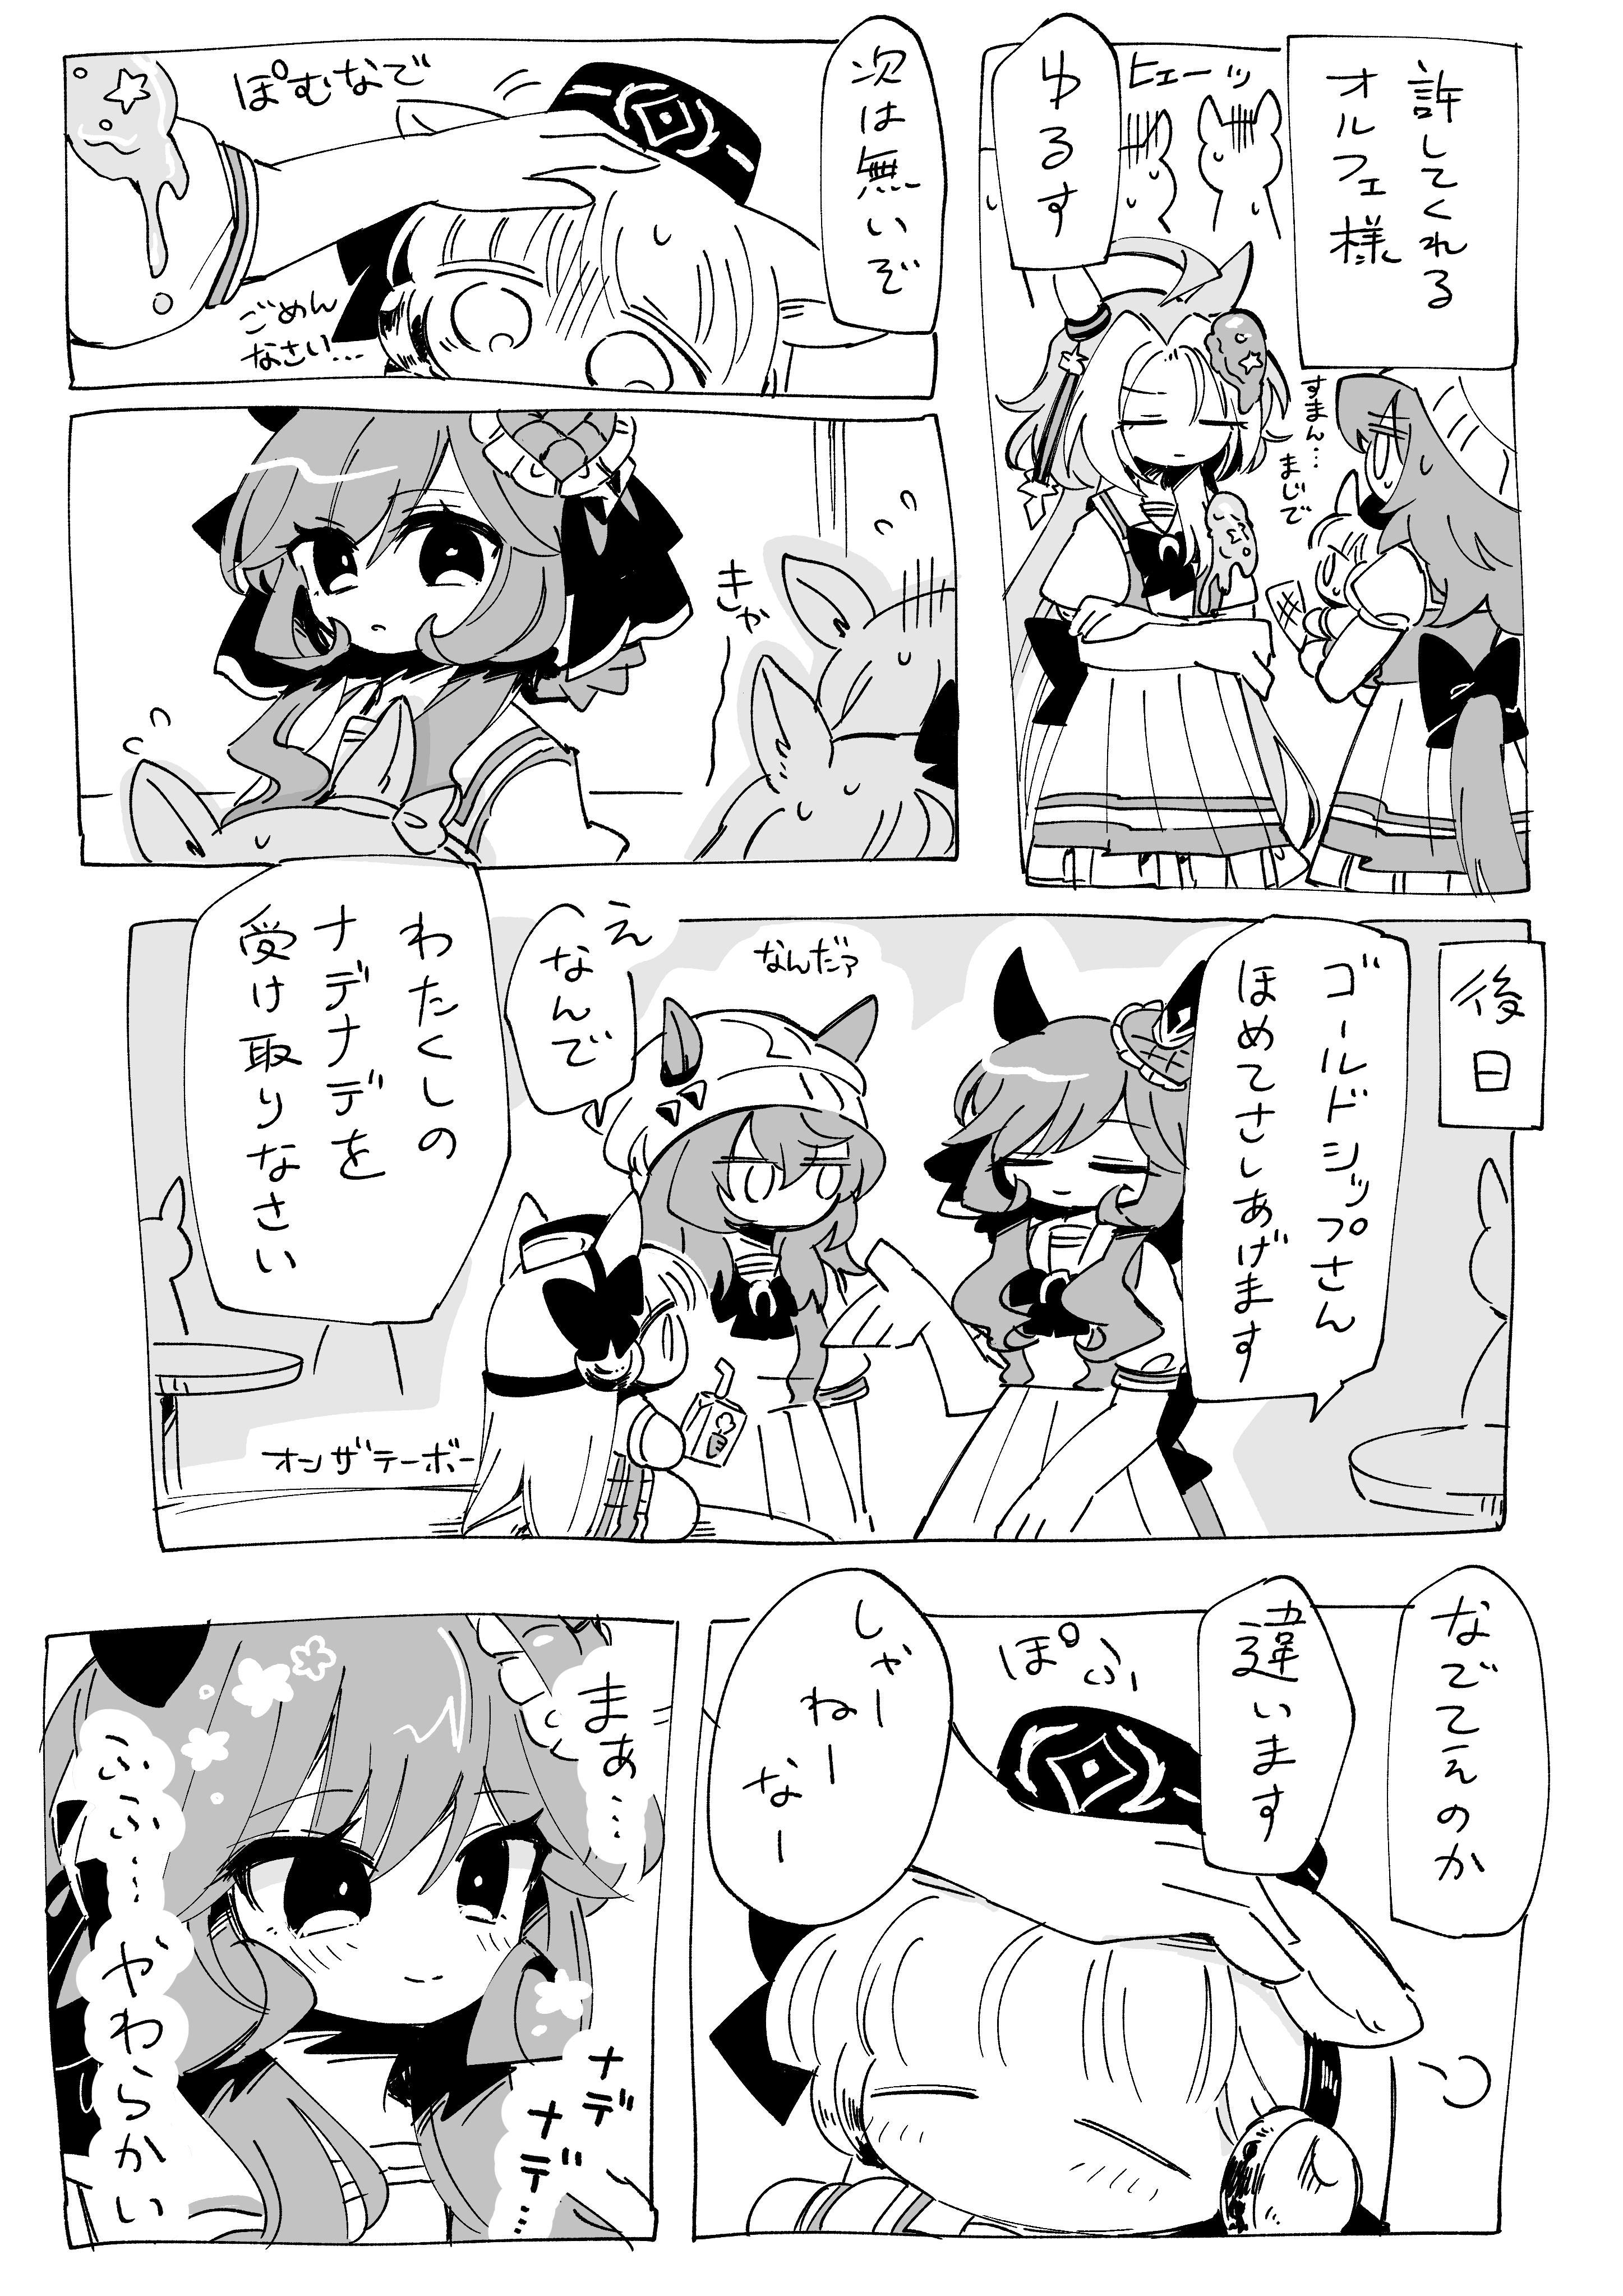 許してくれる
オルフェ様
ヒェーッ
ゆるす
すまん…
まじで
次は無いぞ
ぽむなで
ごめん
なさい…
きゃ
後日
ゴールドシップさん
ほめてさしあげます
なんだァ
え
なんで
わたくしの
ナデナデを
受け取りなさい
オンザテーボー
なでてえのか
違います
ぽふ
しゃー
ねー
なー
まぁ…
ナデ
ナデ…
ふふ…やわらかい